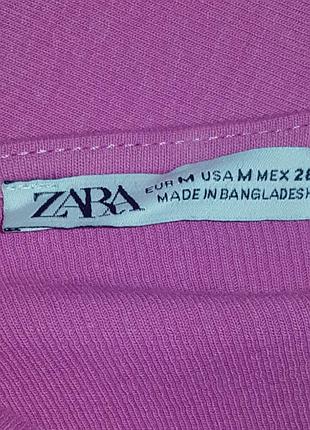 ZARA
EUR M USA M MEX 28
MADE IN BANGLADESH